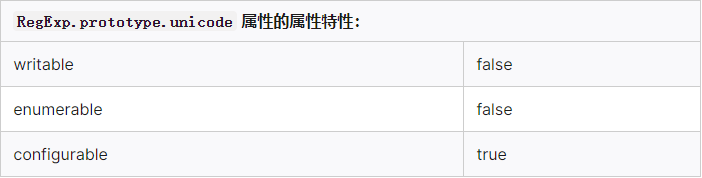 RegExp.prototype.unicode 属性的属性特性:
writable false
enumerable false
configurable true